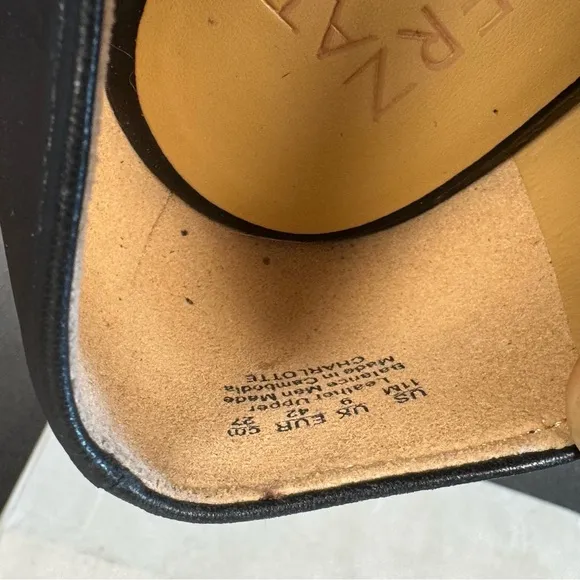 US UK EUR cm
11M 9 42 27
Leather Upper
Balance Man Made
Made in Cambodia
CHARLOTTE